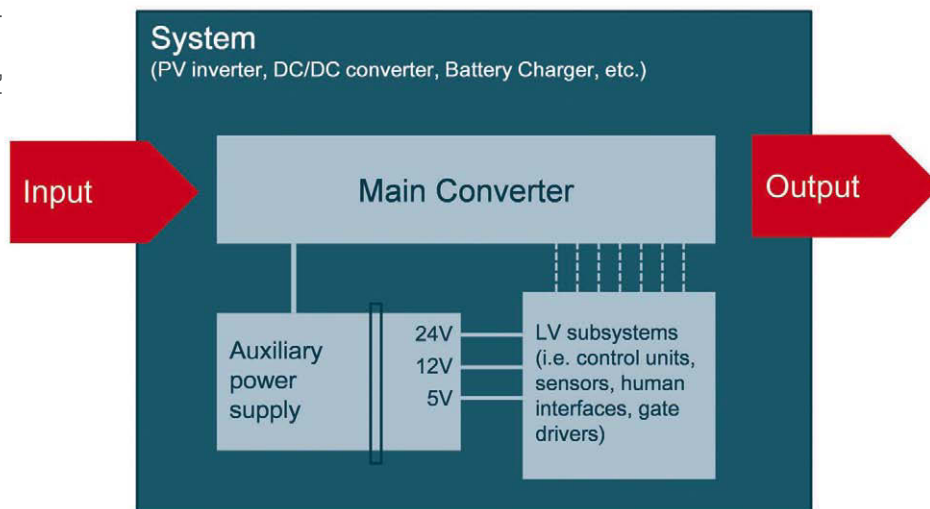 System
(PV inverter, DC/DC converter, Battery Charger, etc.)
Input
Main Converter
Output
Auxiliary
power
supply
24V
12V
5V
LV subsystems
(i.e. control units,
sensors, human
interfaces, gate
drivers)